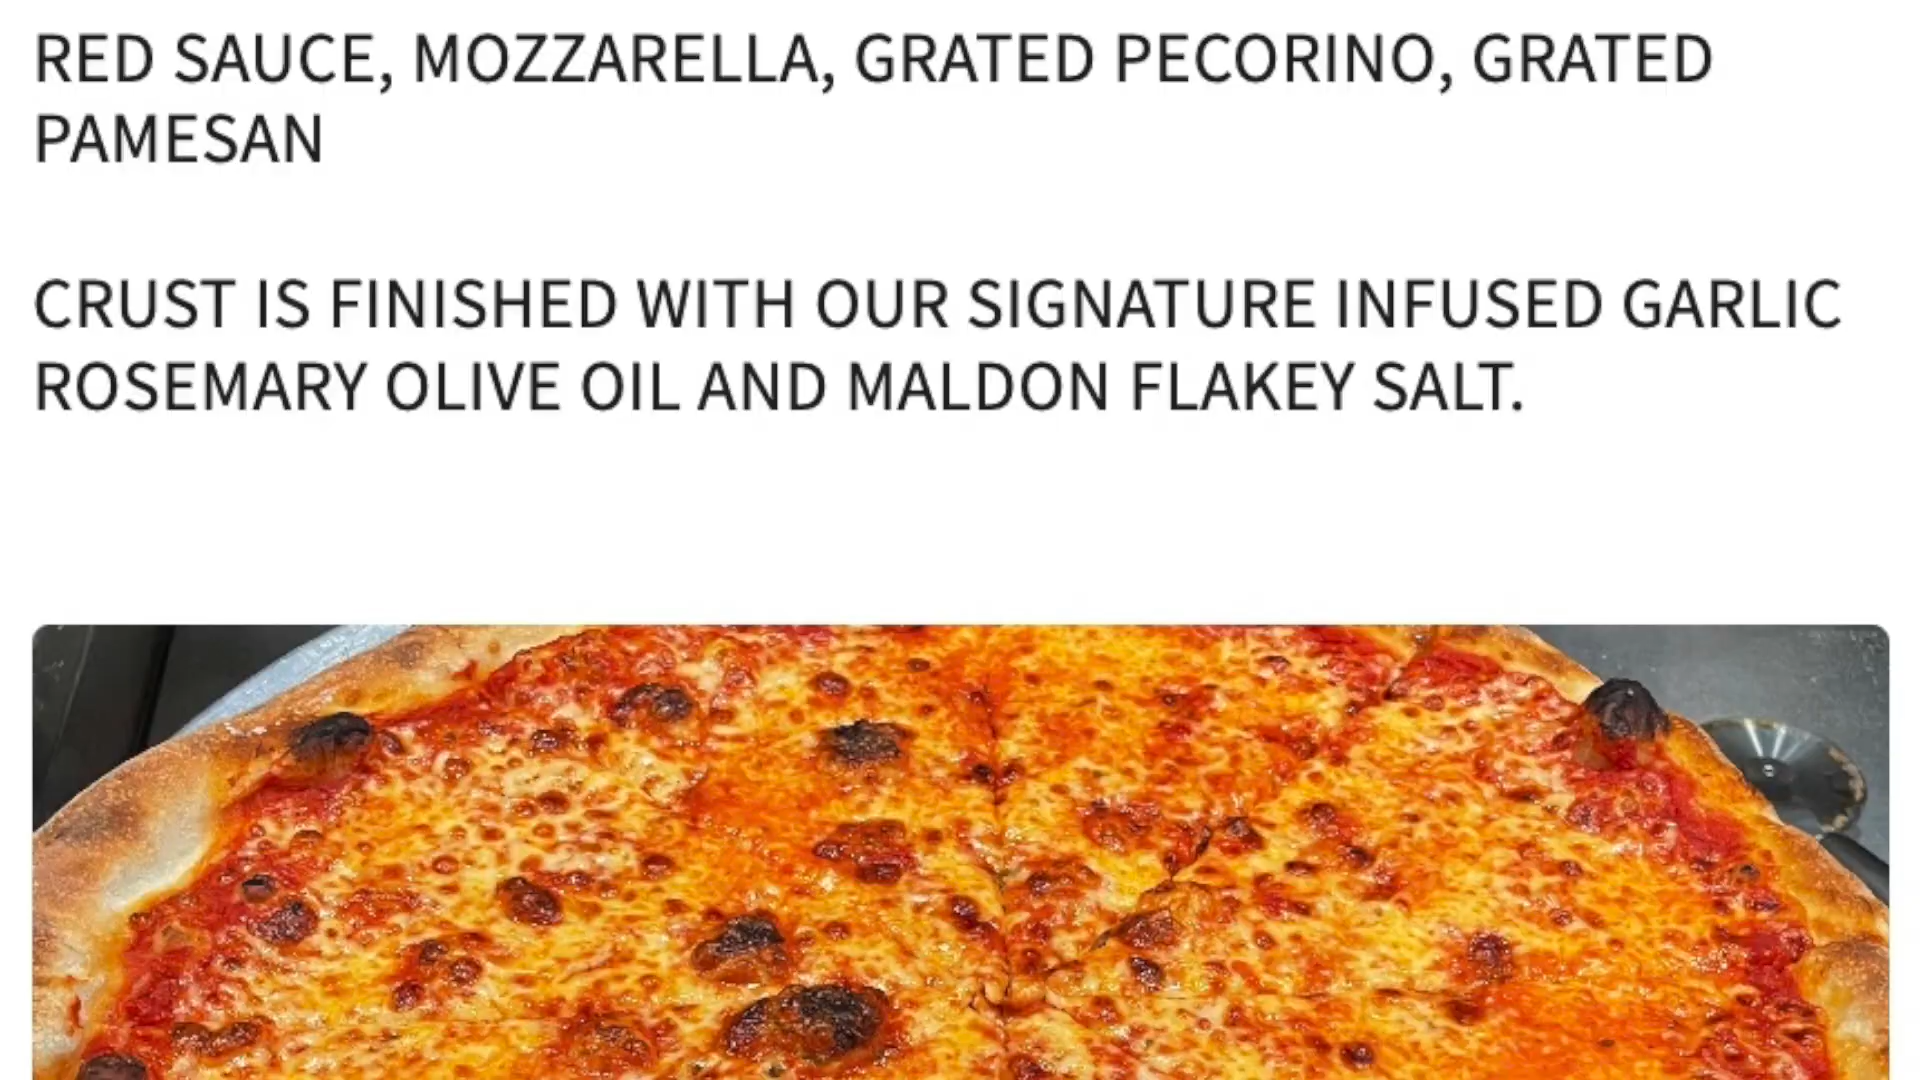 RED SAUCE, MOZZARELLA, GRATED PECORINO, GRATED
PAMESAN
CRUST IS FINISHED WITH OUR SIGNATURE INFUSED GARLIC
ROSEMARY OLIVE OIL AND MALDON FLAKEY SALT.